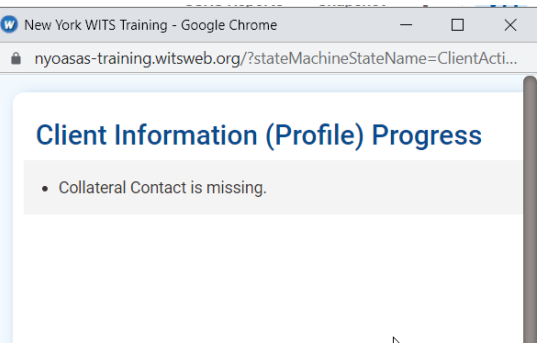 New York WITS Training - Google Chrome
nyoasas-training.witsweb.org/?stateMachineStateName=ClientActi...
Client Information (Profile) Progress
• Collateral Contact is missing.